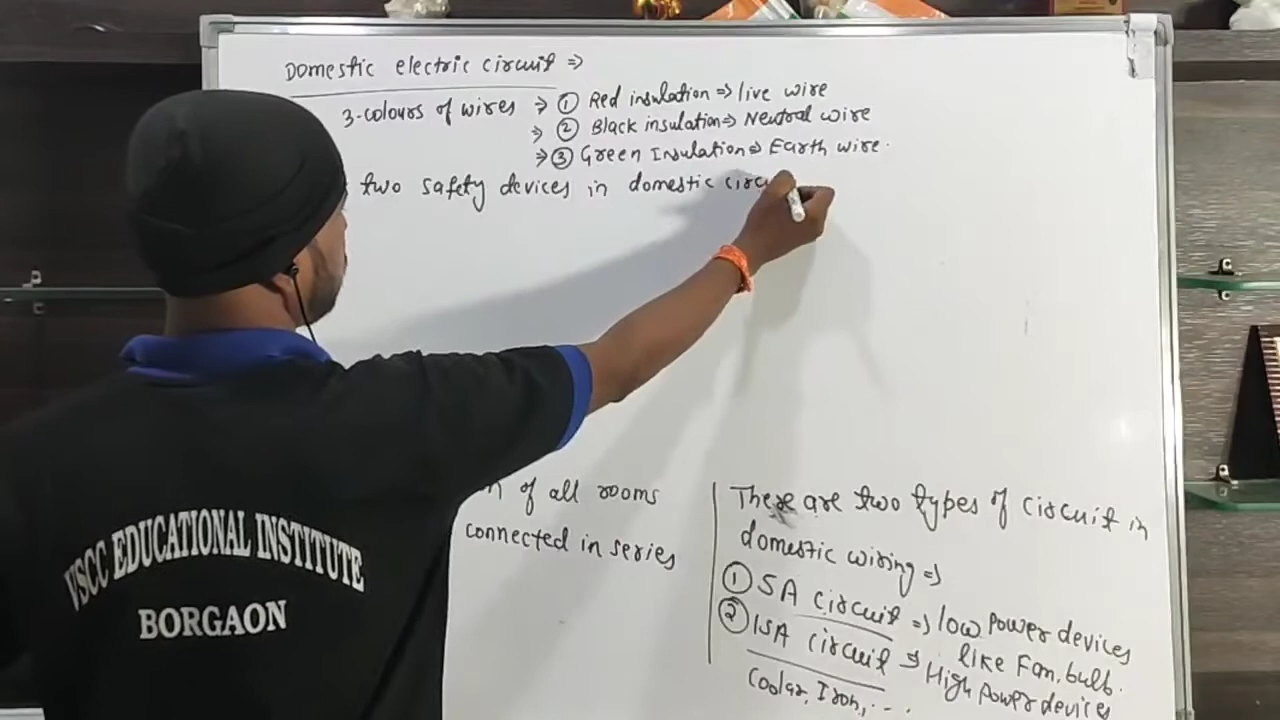 Domestic electric circuit ⇒
3-colours of wires ⇒ ① Red insulation ⇒ live wire
⇒ ② Black insulation ⇒ Neutral wire
⇒ ③ Green Insulation ⇒ Earth wire.
two safety devices in domestic circu
of all rooms
connected in series
There are two types of circuit in
domestic wiring ⇒
① 5A circuit ⇒ low power devices
like Fan, bulb.
② 15A circuit ⇒ High power devices
Coolar, Iron, ....
VSCC EDUCATIONAL INSTITUTE
BORGAON